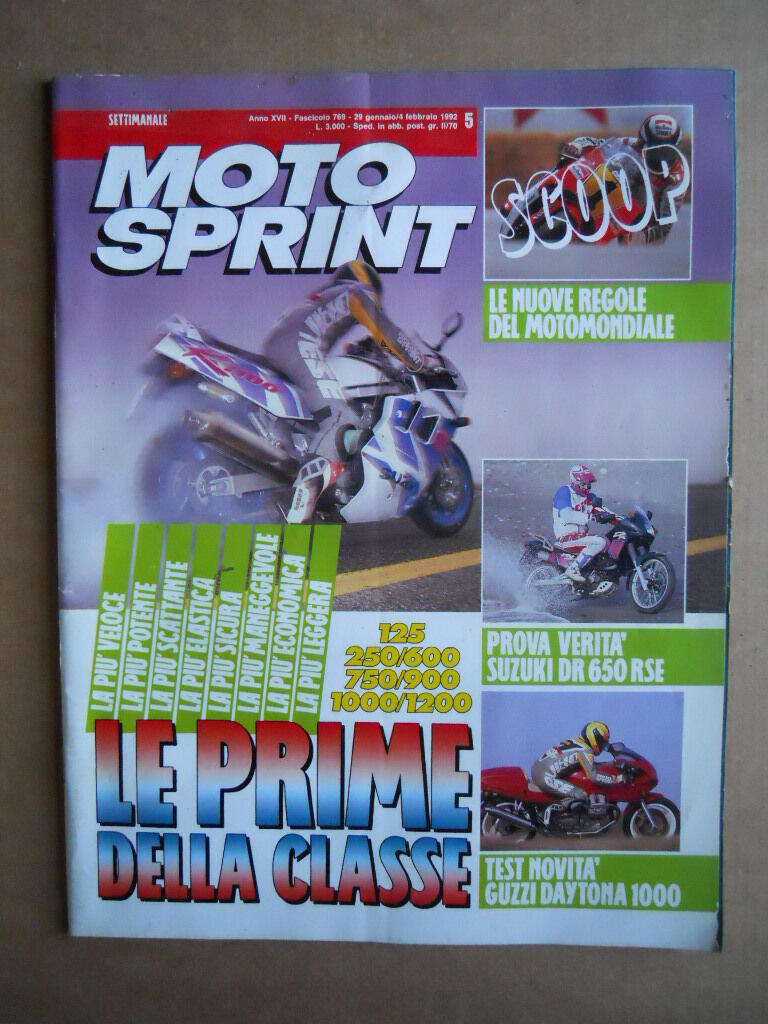 SETTIMANALE
Anno XVII - Fascicolo 769 - 29 gennaio/4 febbraio 1992
L. 3.000 - Sped. in abb. post. gr. II/70
5
MOTO
SPRINT
SCOOP
LE NUOVE REGOLE
DEL MOTOMONDIALE
1100
PROVA VERITA'
SUZUKI DR 650 RSE
LA PIU' VELOCE
LA PIU' POTENTE
LA PIU' SCATTANTE
LA PIU' ELASTICA
LA PIU' SICURA
LA PIU' MANEGGEVOLE
LA PIU' ECONOMICA
LA PIU' LEGGERA
125
250/600
750/900
1000/1200
LE PRIME
DELLA CLASSE
TEST NOVITA'
GUZZI DAYTONA 1000